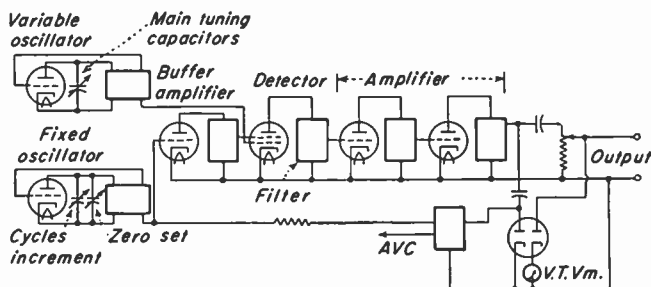 Variable
oscillator
Main tuning
capacitors
Buffer
amplifier
Detector
Amplifier
Fixed
oscillator
Filter
Output
Cycles
increment
Zero set
AVC
V.T.Vm.